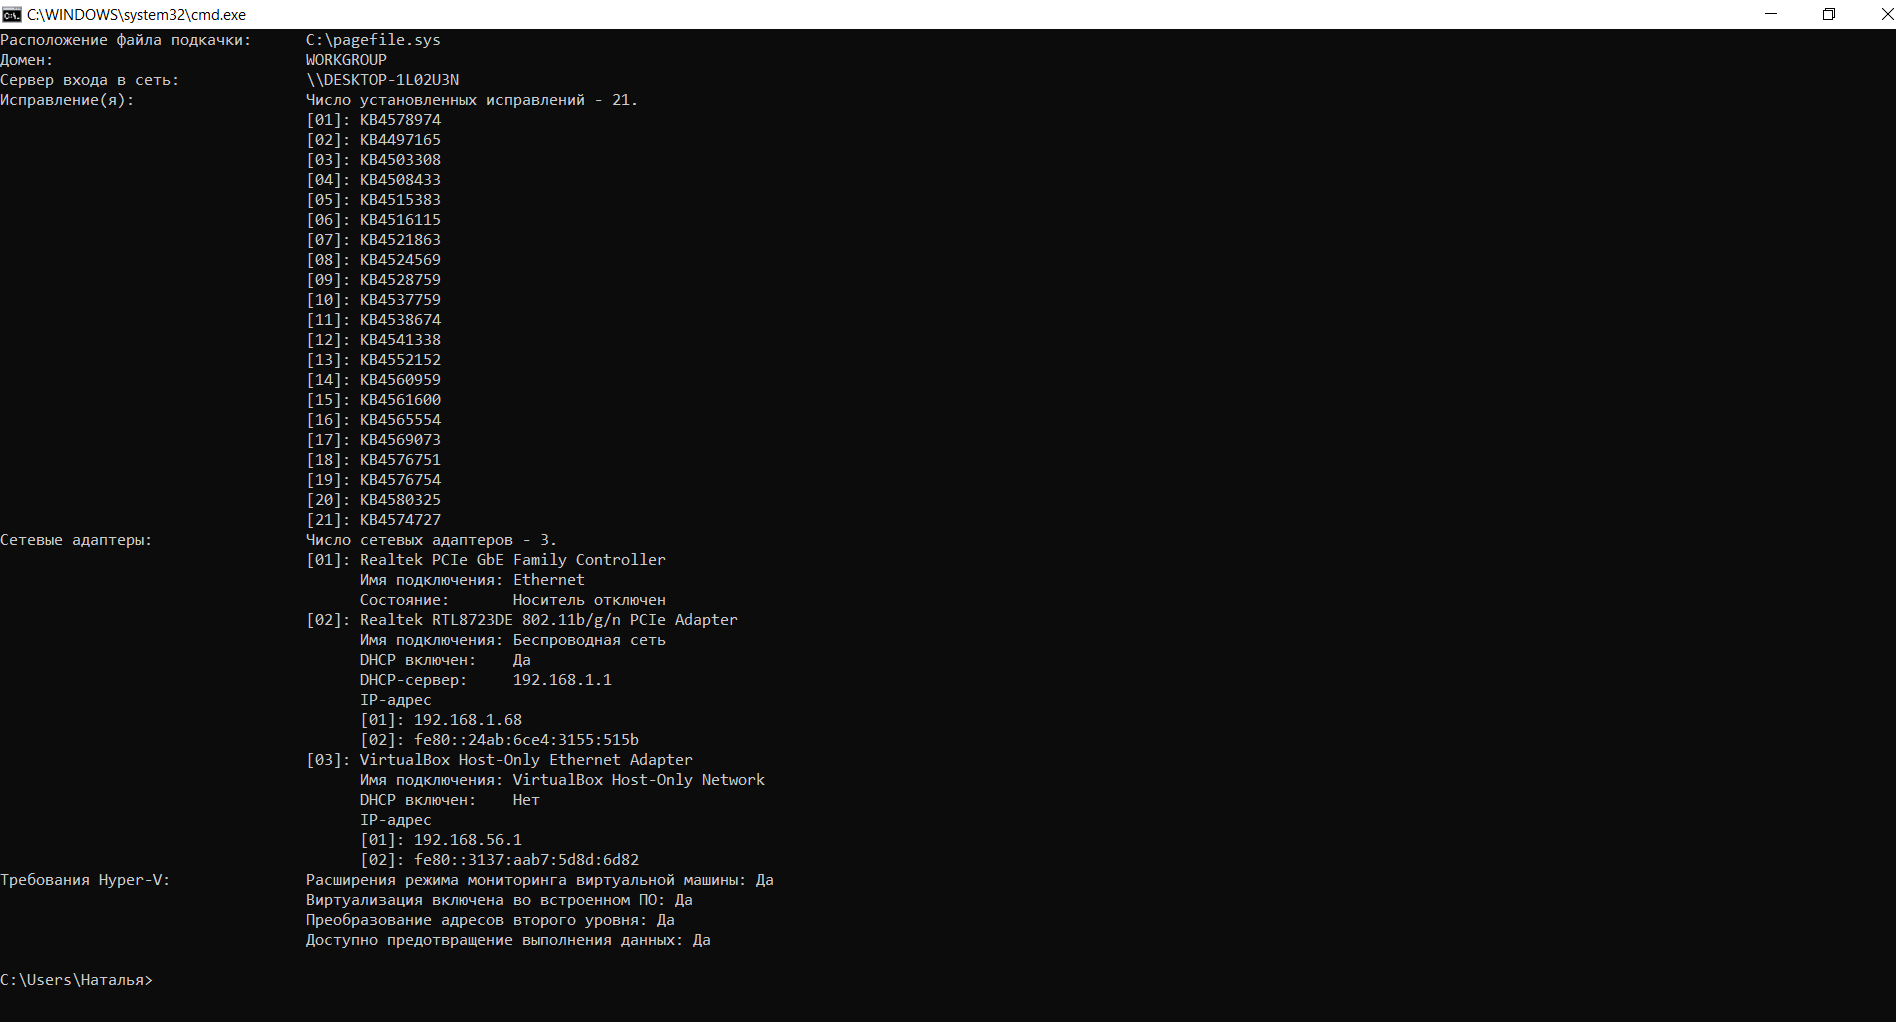 C:\WINDOWS\system32\cmd.exe
Расположение файла подкачки: C:\pagefile.sys
Домен: WORKGROUP
Сервер входа в сеть: \\DESKTOP-1L02U3N
Исправление(я): Число установленных исправлений - 21.
[01]: KB4578974
[02]: KB4497165
[03]: KB4503308
[04]: KB4508433
[05]: KB4515383
[06]: KB4516115
[07]: KB4521863
[08]: KB4524569
[09]: KB4528759
[10]: KB4537759
[11]: KB4538674
[12]: KB4541338
[13]: KB4552152
[14]: KB4560959
[15]: KB4561600
[16]: KB4565554
[17]: KB4569073
[18]: KB4576751
[19]: KB4576754
[20]: KB4580325
[21]: KB4574727
Сетевые адаптеры: Число сетевых адаптеров - 3.
[01]: Realtek PCIe GbE Family Controller
Имя подключения: Ethernet
Состояние: Носитель отключен
[02]: Realtek RTL8723DE 802.11b/g/n PCIe Adapter
Имя подключения: Беспроводная сеть
DHCP включен: Да
DHCP-сервер: 192.168.1.1
IP-адрес
[01]: 192.168.1.68
[02]: fe80::24ab:6ce4:3155:515b
[03]: VirtualBox Host-Only Ethernet Adapter
Имя подключения: VirtualBox Host-Only Network
DHCP включен: Нет
IP-адрес
[01]: 192.168.56.1
[02]: fe80::3137:aab7:5d8d:6d82
Требования Hyper-V: Расширения режима мониторинга виртуальной машины: Да
Виртуализация включена во встроенном ПО: Да
Преобразование адресов второго уровня: Да
Доступно предотвращение выполнения данных: Да
C:\Users\Наталья>